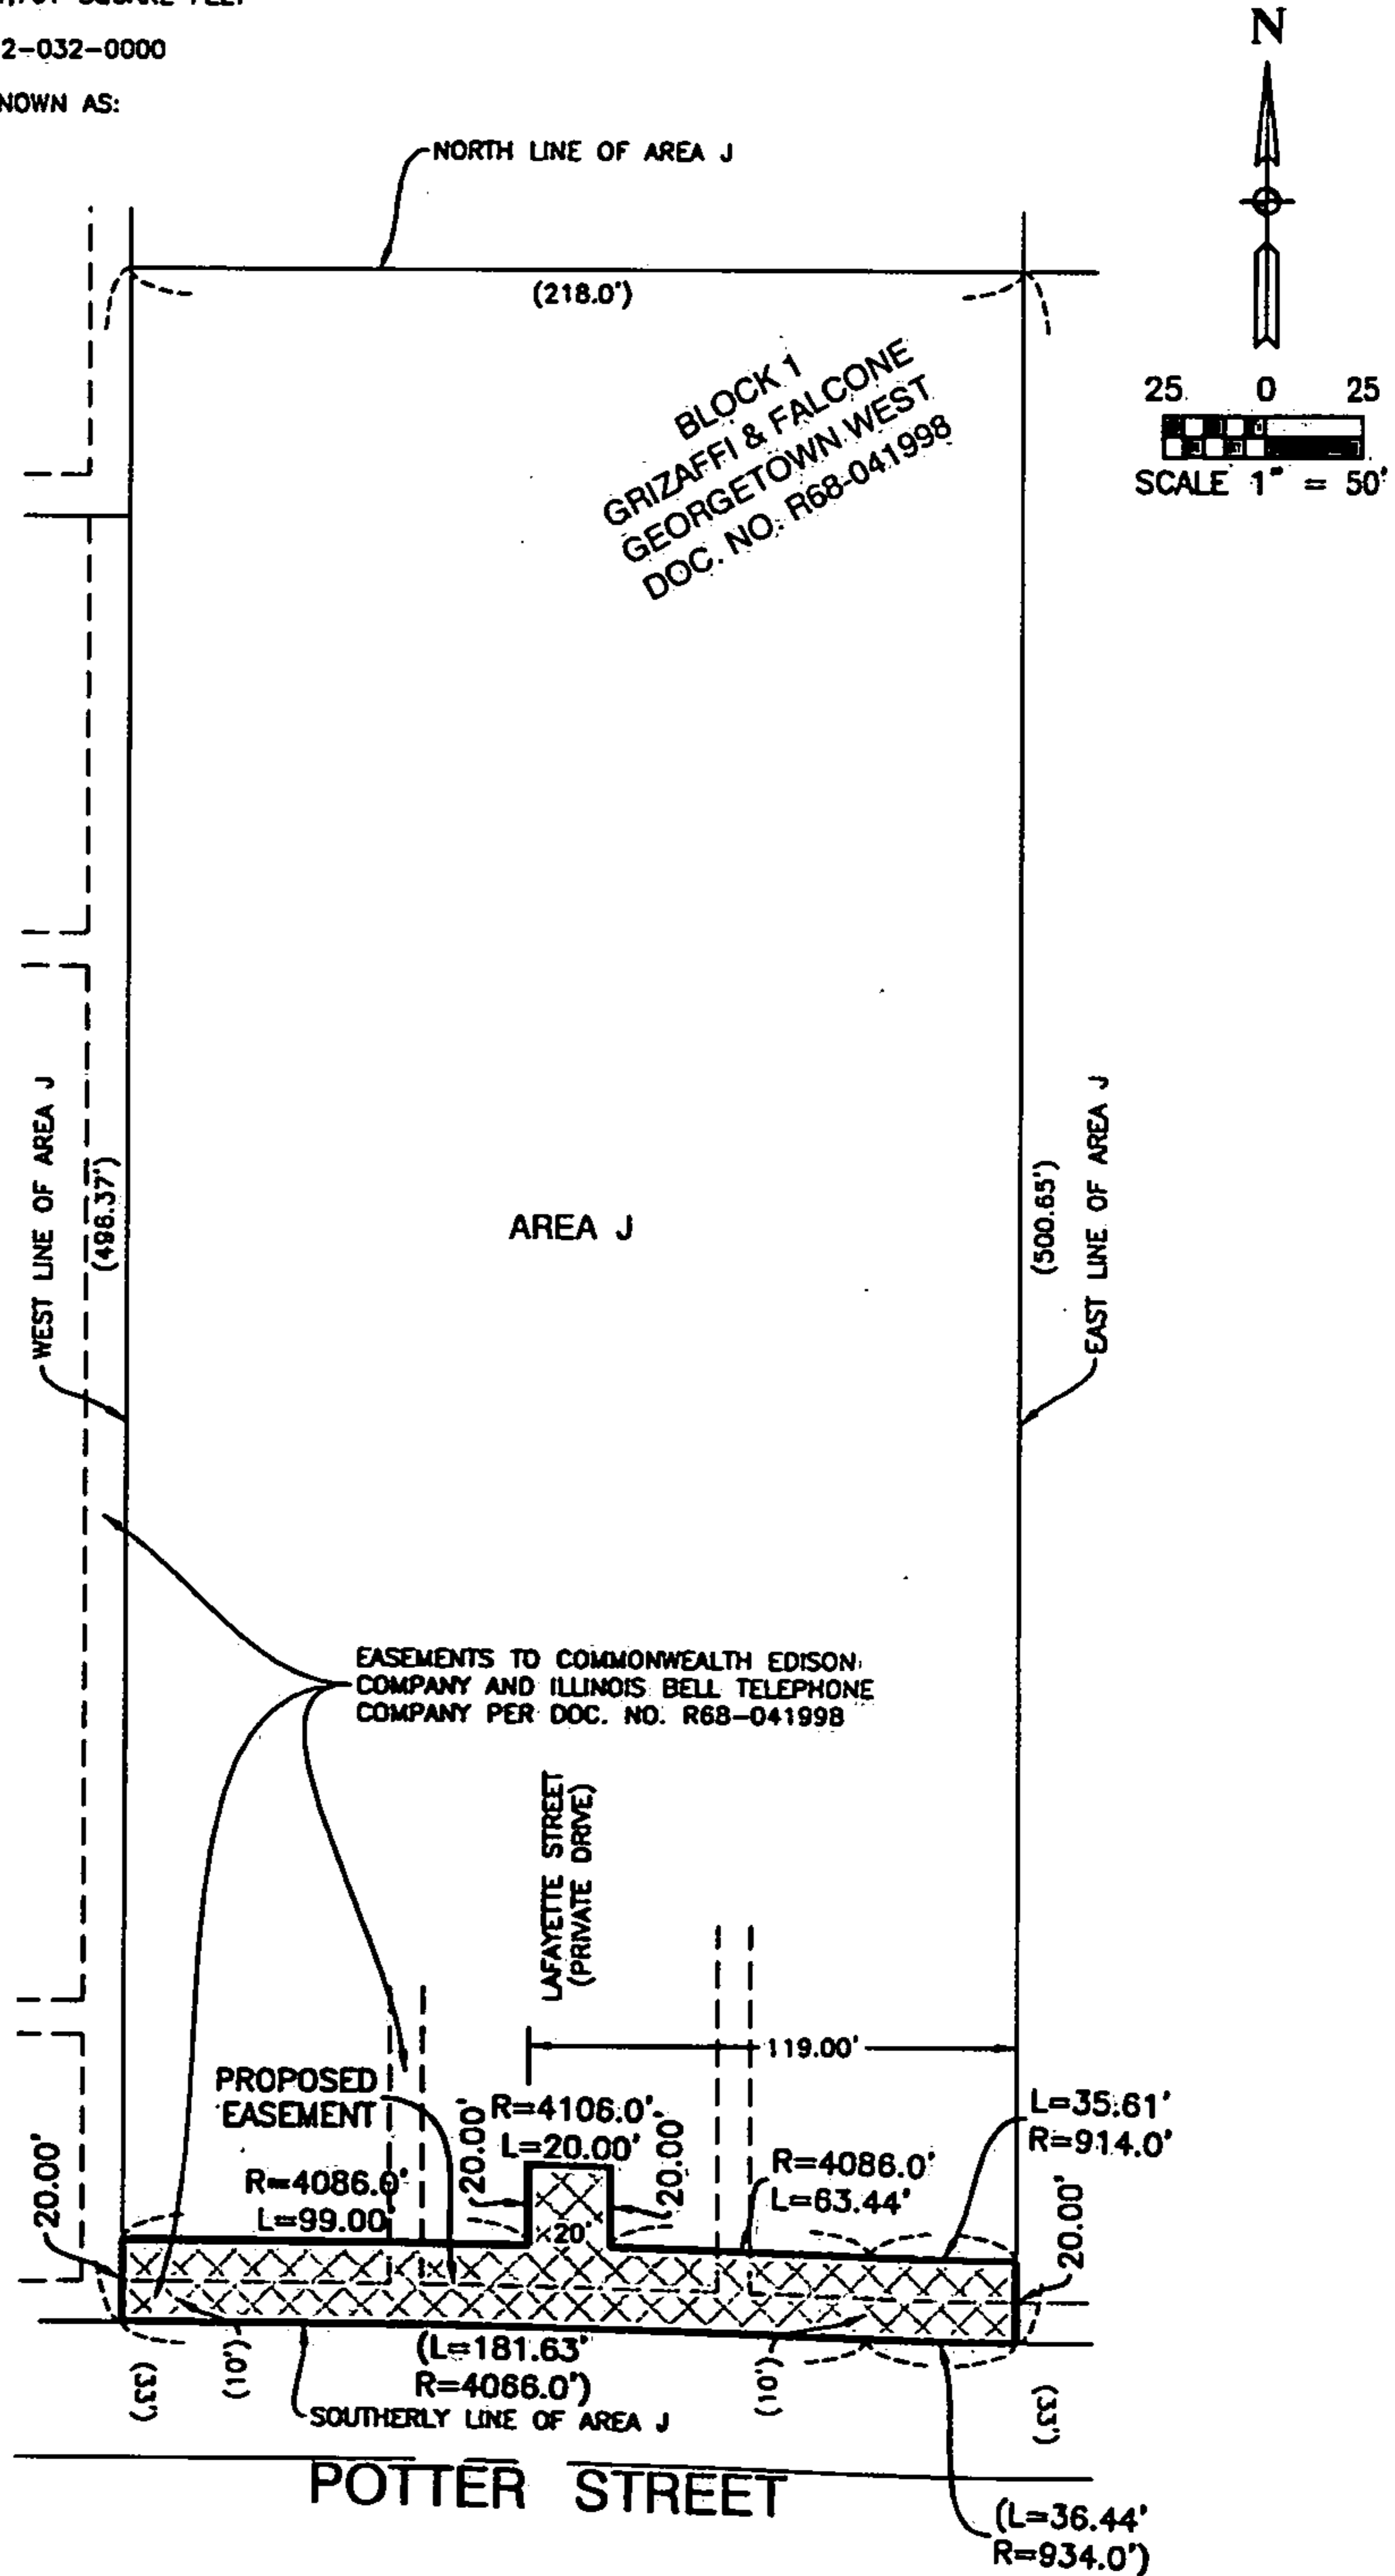 2-032-0000
NOWN AS:
N
NORTH LINE OF AREA J
(218.0')
25 0 25
SCALE 1" = 50'
BLOCK 1
GRIZAFFI & FALCONE
GEORGETOWN WEST
DOC. NO. R68-041998
WEST LINE OF AREA J
(498.37')
AREA J
(500.65')
EAST LINE OF AREA J
EASEMENTS TO COMMONWEALTH EDISON
COMPANY AND ILLINOIS BELL TELEPHONE
COMPANY PER DOC. NO. R68-041998
LAFAYETTE STREET
(PRIVATE DRIVE)
119.00'
PROPOSED
EASEMENT
20.00'
R=4106.0'
L=20.00'
20.00'
L=35.61'
R=914.0'
R=4086.0'
L=63.44'
R=4086.0'
L=99.00'
20.00'
20'
20.00'
(33')
(10')
(L=181.63'
R=4066.0')
(10')
(33')
SOUTHERLY LINE OF AREA J
POTTER STREET
(L=36.44'
R=934.0')